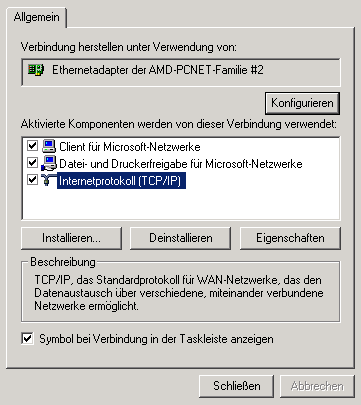 Allgemein
Verbindung herstellen unter Verwendung von:
Ethernetadapter der AMD-PCNET-Familie #2
Konfigurieren
Aktivierte Komponenten werden von dieser Verbindung verwendet:
Client für Microsoft-Netzwerke
Datei- und Druckerfreigabe für Microsoft-Netzwerke
Internetprotokoll (TCP/IP)
Installieren... Deinstallieren Eigenschaften
Beschreibung
TCP/IP, das Standardprotokoll für WAN-Netzwerke, das den
Datenaustausch über verschiedene, miteinander verbundene
Netzwerke ermöglicht.
Symbol bei Verbindung in der Taskleiste anzeigen
Schließen Abbrechen